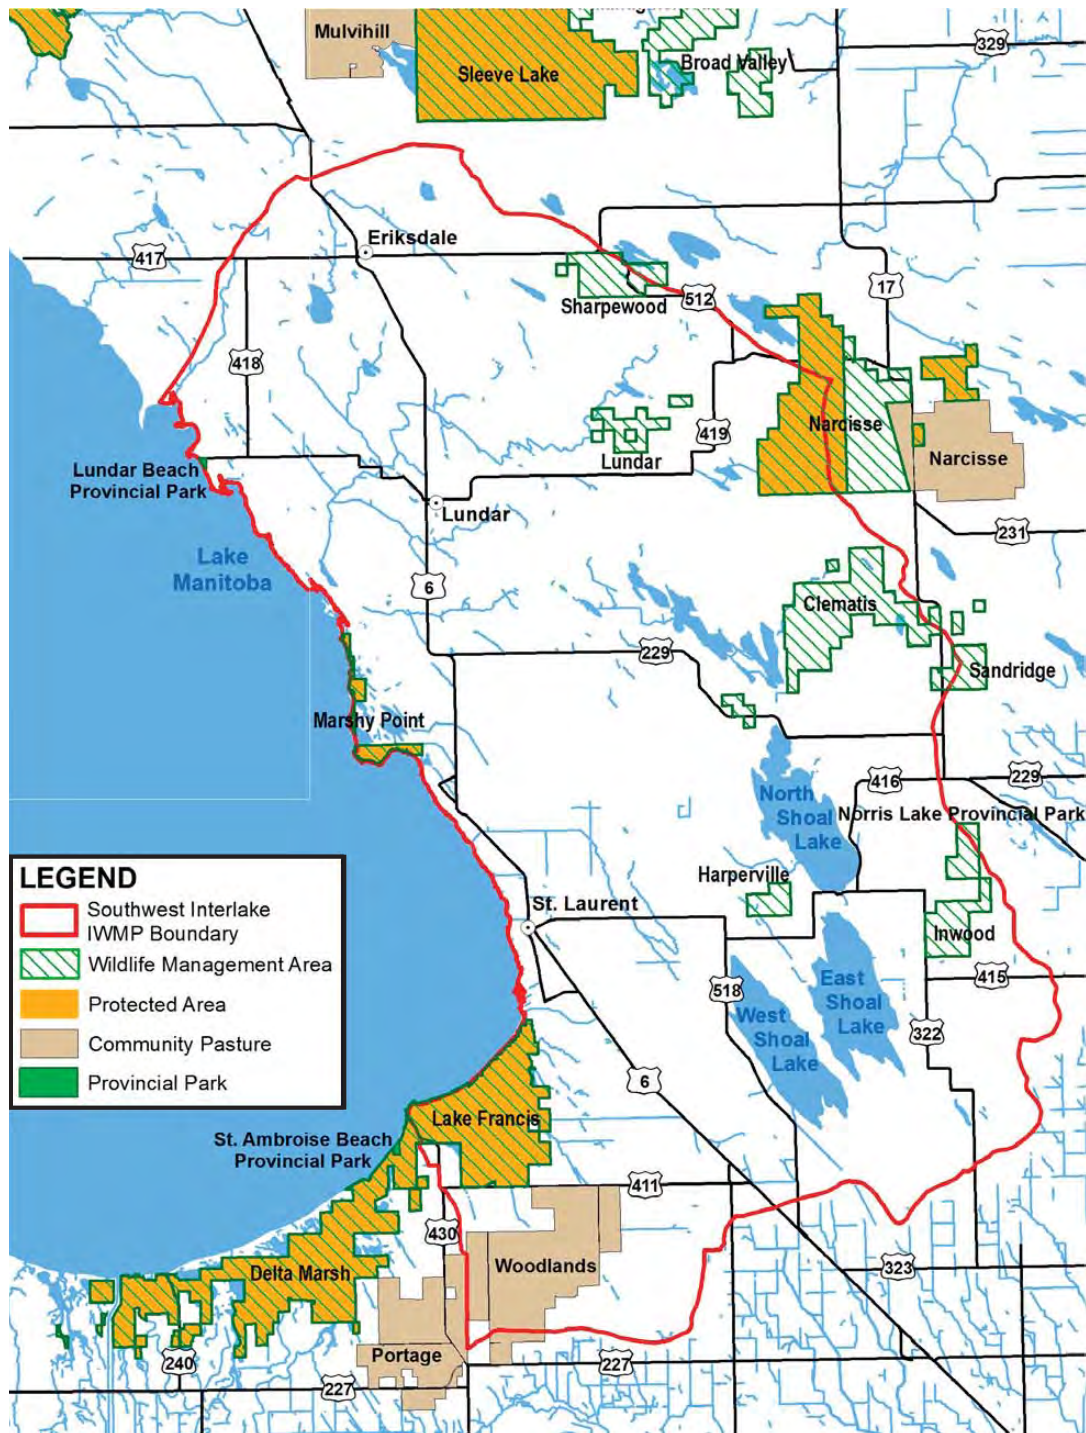 Mulvihill
Sleeve Lake
Broad Valley
329
Eriksdale
417
Sharpewood
512
17
418
419
Narcisse
Narcisse
Lundar
Lundar Beach
Provincial Park
Lundar
231
Lake
Manitoba
6
Clematis
229
Sandridge
Marshy Point
416
229
North
Shoal
Lake
Norris Lake Provincial Park
LEGEND
Southwest Interlake
IWMP Boundary
Wildlife Management Area
Protected Area
Community Pasture
Provincial Park
Harperville
St. Laurent
Inwood
518
East
Shoal
Lake
415
West
Shoal
Lake
322
6
Lake Francis
St. Ambroise Beach
Provincial Park
411
430
Woodlands
323
Delta Marsh
Portage
240
227
227